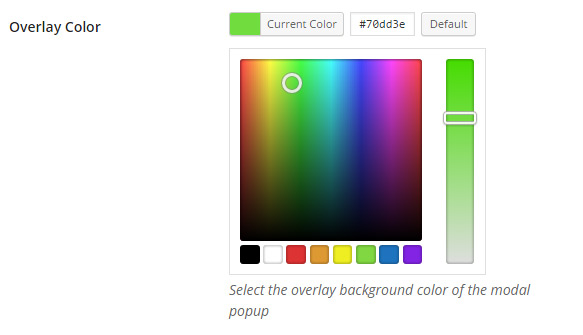 Overlay Color
Current Color
#70dd3e
Default
Select the overlay background color of the modal
popup